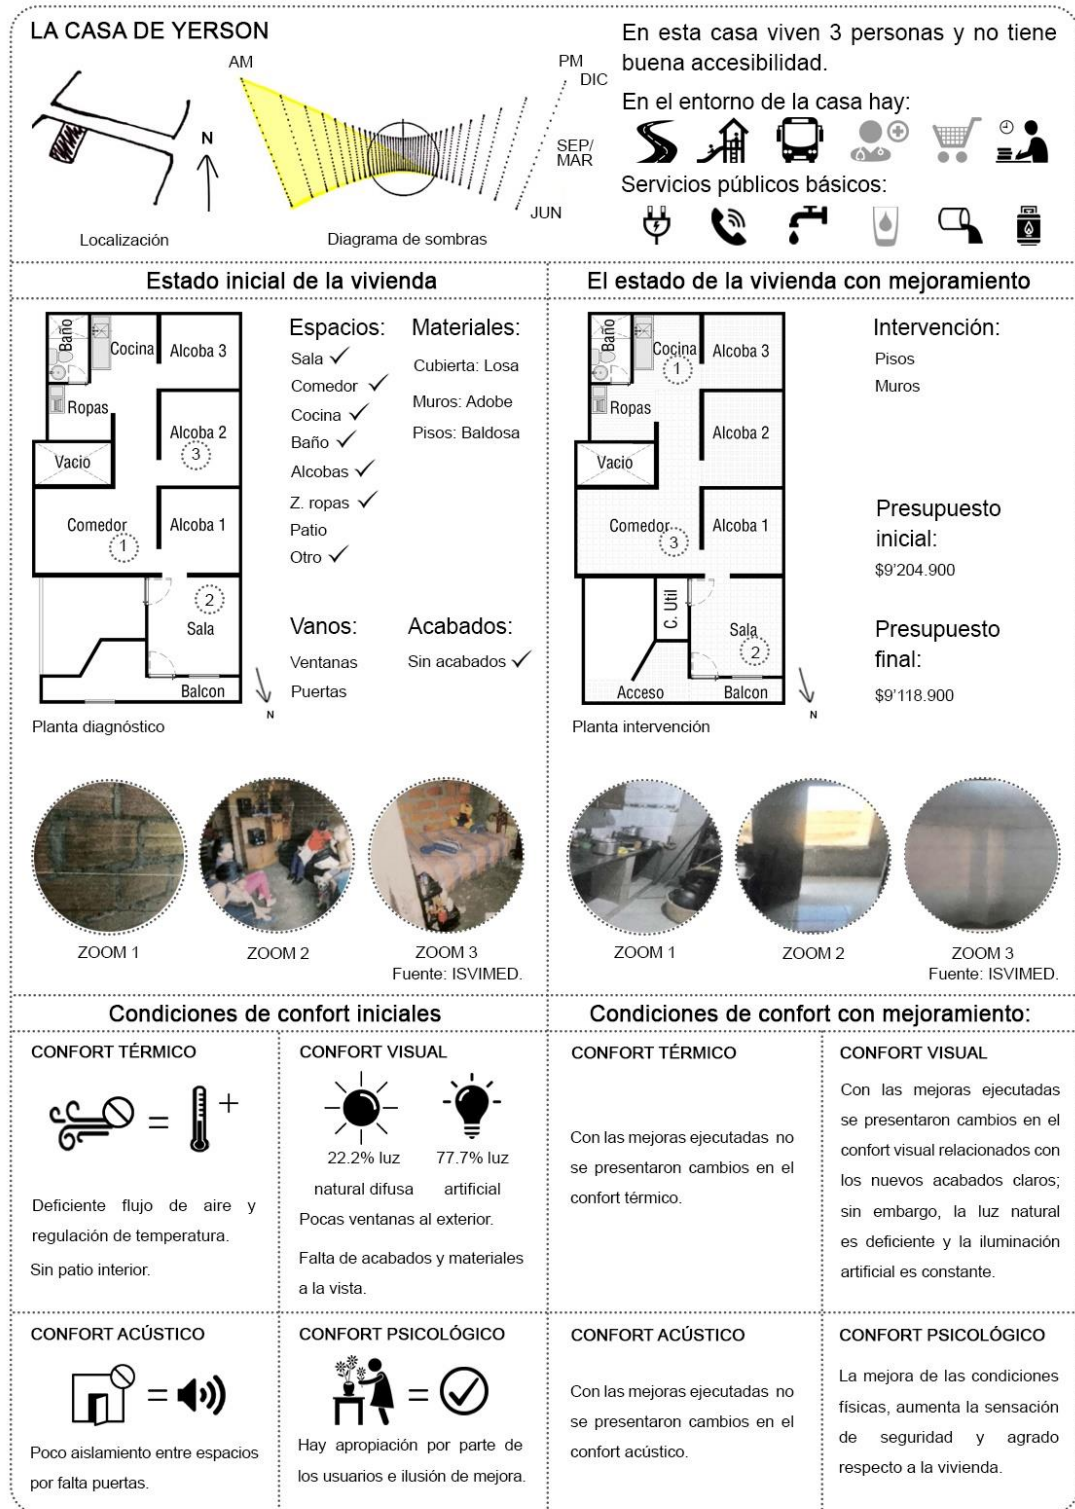 LA CASA DE YERSON
AM
PM
DIC
SEP/
MAR
JUN
N
Localización
Diagrama de sombras
En esta casa viven 3 personas y no tiene
buena accesibilidad.
En el entorno de la casa hay:
Servicios públicos básicos:
Estado inicial de la vivienda
Baño
Cocina
Alcoba 3
Ropas
Alcoba 2
3
Vacio
Comedor
1
Alcoba 1
2
Sala
Balcon
N
Planta diagnóstico
Espacios:
Sala ✓
Comedor ✓
Cocina ✓
Baño ✓
Alcobas ✓
Z. ropas ✓
Patio
Otro ✓
Materiales:
Cubierta: Losa
Muros: Adobe
Pisos: Baldosa
Vanos:
Ventanas
Puertas
Acabados:
Sin acabados ✓
ZOOM 1
ZOOM 2
ZOOM 3
Fuente: ISVIMED.
El estado de la vivienda con mejoramiento
Baño
Cocina
1
Alcoba 3
Ropas
Alcoba 2
Vacio
Comedor
3
Alcoba 1
C. Util
Sala
2
Acceso
Balcon
N
Planta intervención
Intervención:
Pisos
Muros
Presupuesto
inicial:
$9'204.900
Presupuesto
final:
$9'118.900
ZOOM 1
ZOOM 2
ZOOM 3
Fuente: ISVIMED.
Condiciones de confort iniciales
CONFORT TÉRMICO
= +
Deficiente flujo de aire y
regulación de temperatura.
Sin patio interior.
CONFORT VISUAL
22.2% luz
natural difusa
77.7% luz
artificial
Pocas ventanas al exterior.
Falta de acabados y materiales
a la vista.
CONFORT ACÚSTICO
=
Poco aislamiento entre espacios
por falta puertas.
CONFORT PSICOLÓGICO
=
Hay apropiación por parte de
los usuarios e ilusión de mejora.
Condiciones de confort con mejoramiento:
CONFORT TÉRMICO
Con las mejoras ejecutadas no
se presentaron cambios en el
confort térmico.
CONFORT VISUAL
Con las mejoras ejecutadas
se presentaron cambios en el
confort visual relacionados con
los nuevos acabados claros;
sin embargo, la luz natural
es deficiente y la iluminación
artificial es constante.
CONFORT ACÚSTICO
Con las mejoras ejecutadas no
se presentaron cambios en el
confort acústico.
CONFORT PSICOLÓGICO
La mejora de las condiciones
físicas, aumenta la sensación
de seguridad y agrado
respecto a la vivienda.